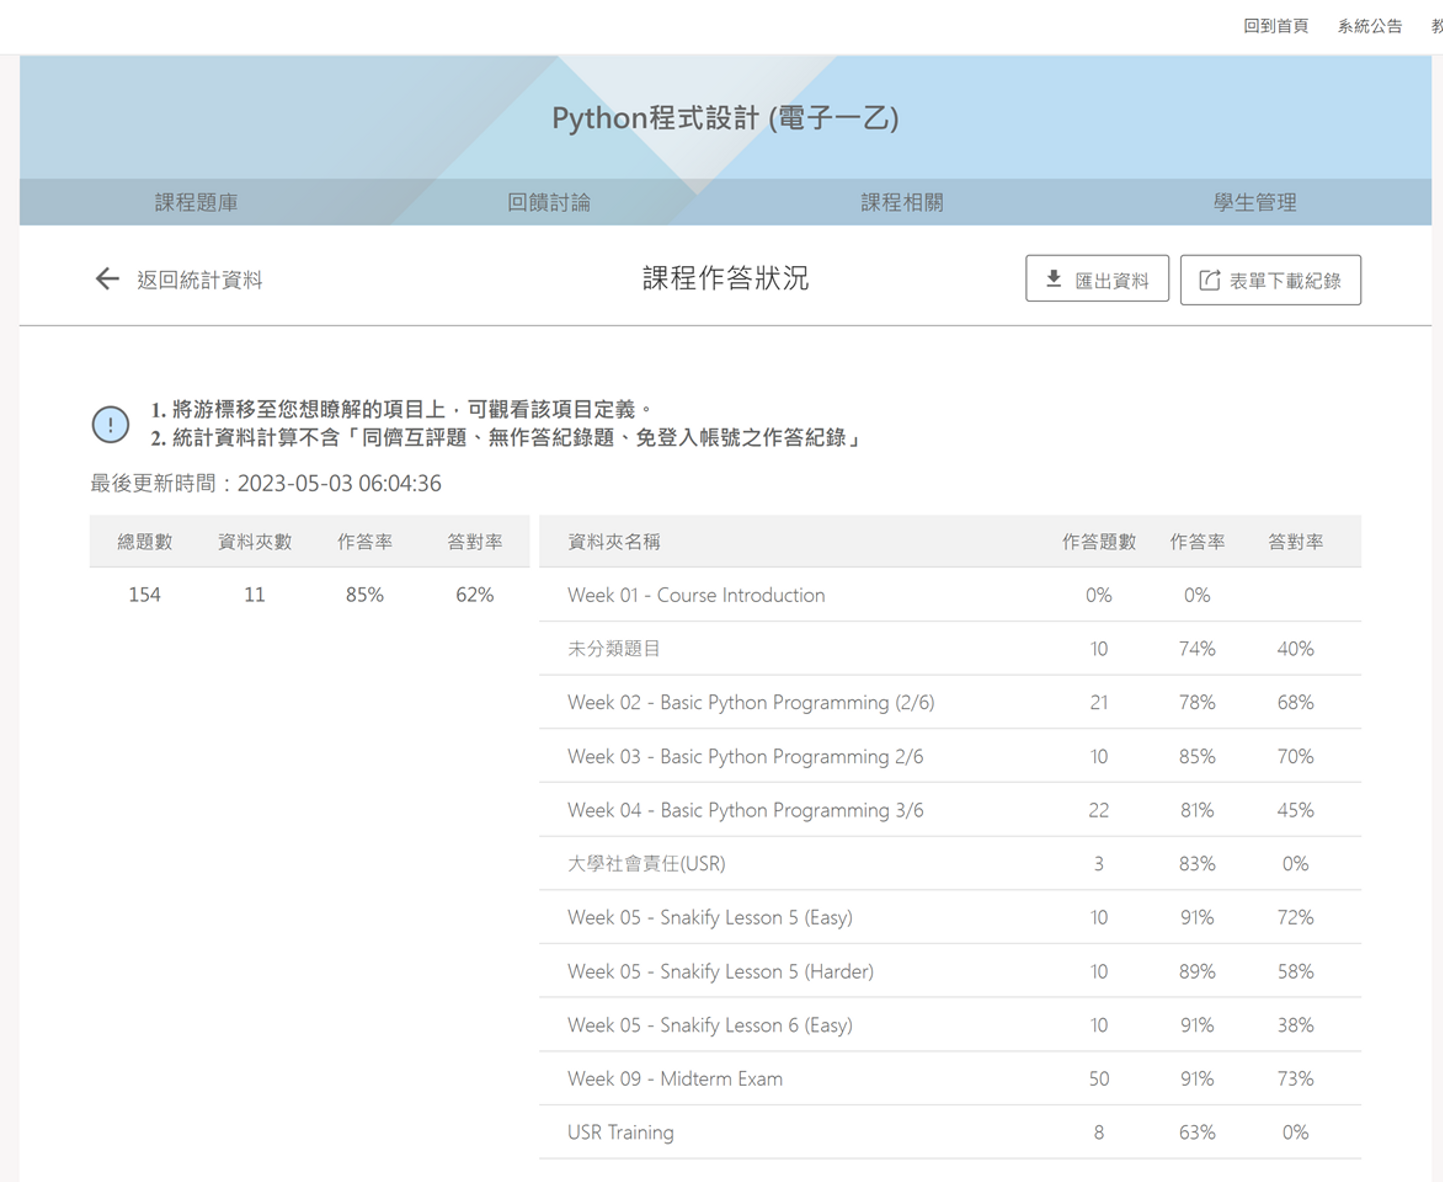 回到首頁 系統公告
Python程式設計 (電子一乙)
課程題庫 回饋討論 課程相關 學生管理
返回統計資料 課程作答狀況 匯出資料 表單下載紀錄
1. 將游標移至您想瞭解的項目上，可觀看該項目定義。
2. 統計資料計算不含「同儕互評題、無作答紀錄題、免登入帳號之作答紀錄」
最後更新時間：2023-05-03 06:04:36
總題數 資料夾數 作答率 答對率
154 11 85% 62%
資料夾名稱 作答題數 作答率 答對率
Week 01 - Course Introduction 0% 0%
未分類題目 10 74% 40%
Week 02 - Basic Python Programming (2/6) 21 78% 68%
Week 03 - Basic Python Programming 2/6 10 85% 70%
Week 04 - Basic Python Programming 3/6 22 81% 45%
大學社會責任(USR) 3 83% 0%
Week 05 - Snakify Lesson 5 (Easy) 10 91% 72%
Week 05 - Snakify Lesson 5 (Harder) 10 89% 58%
Week 05 - Snakify Lesson 6 (Easy) 10 91% 38%
Week 09 - Midterm Exam 50 91% 73%
USR Training 8 63% 0%